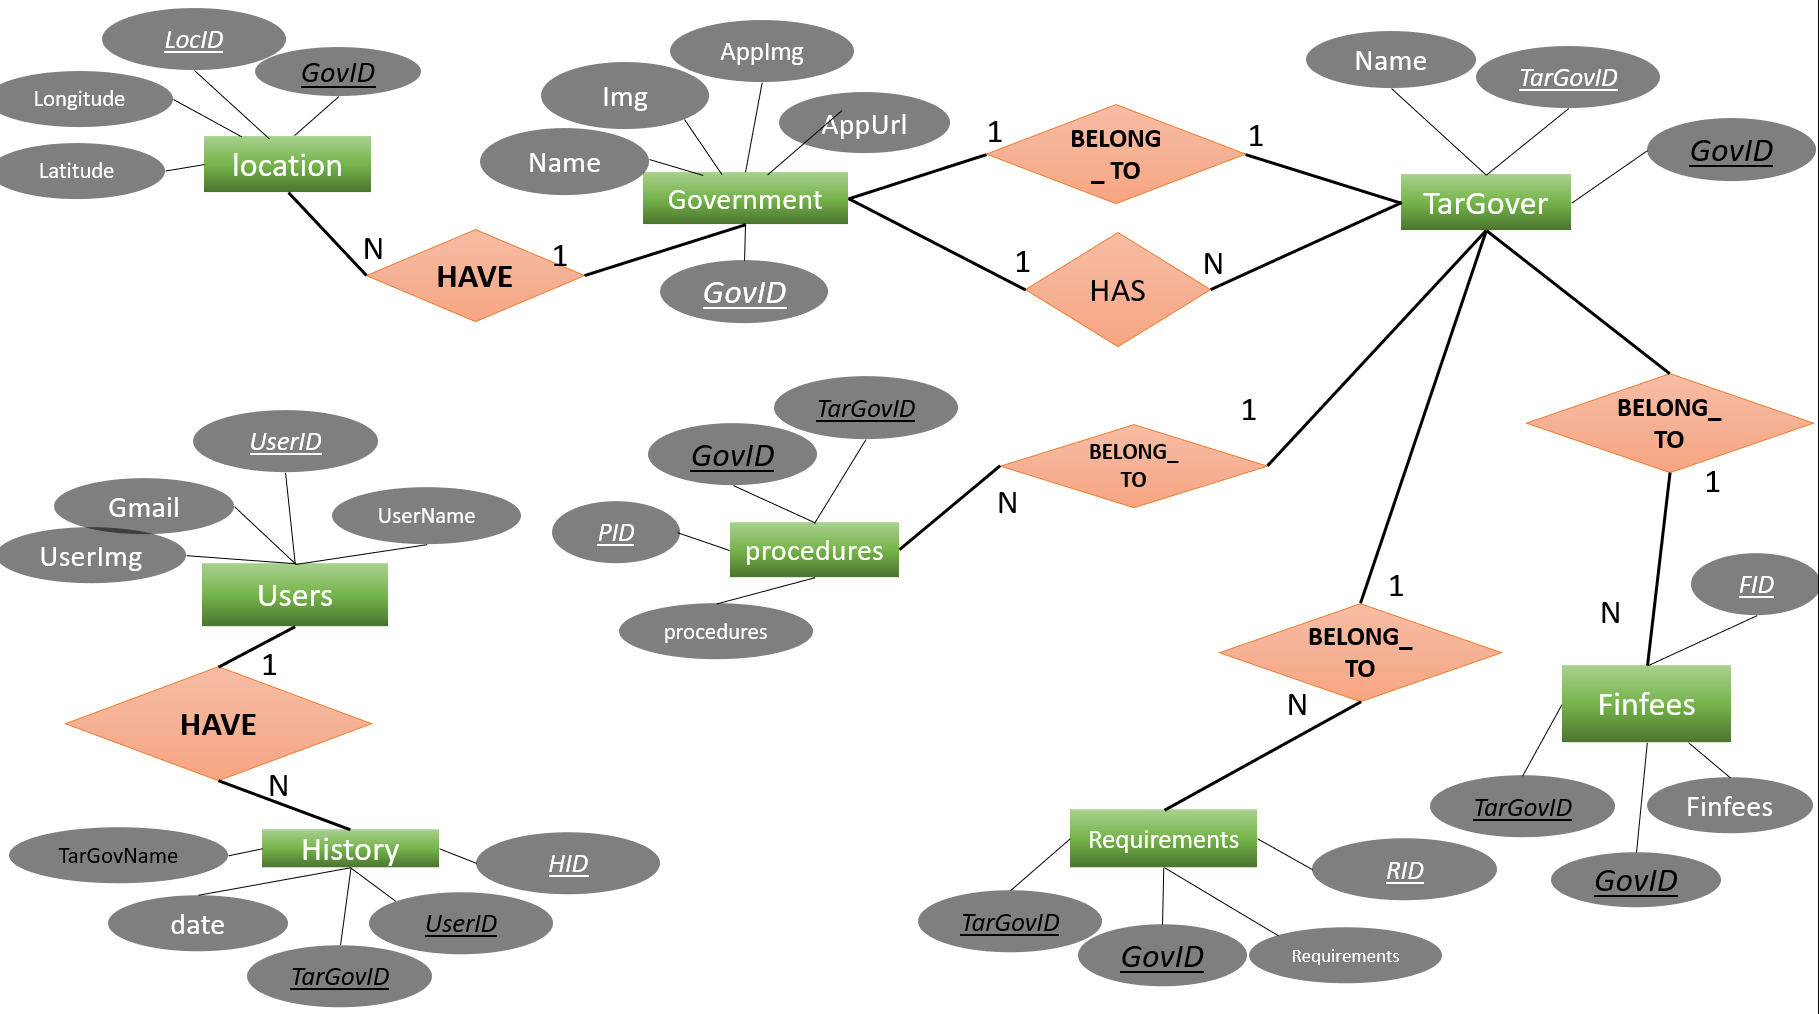 LocID
GovID
Longitude
Latitude
location
N
HAVE
1
AppImg
Img
AppUrl
Name
Government
GovID
1
BELONG
_ TO
1
1
HAS
N
Name
TarGovID
GovID
TarGover
UserID
Gmail
UserName
UserImg
Users
1
HAVE
N
TarGovName
History
HID
date
UserID
TarGovID
TarGovID
GovID
PID
procedures
procedures
1
BELONG_
TO
N
1
BELONG_
TO
N
Requirements
RID
TarGovID
GovID
Requirements
BELONG_
TO
1
N
FID
Finfees
TarGovID
Finfees
GovID